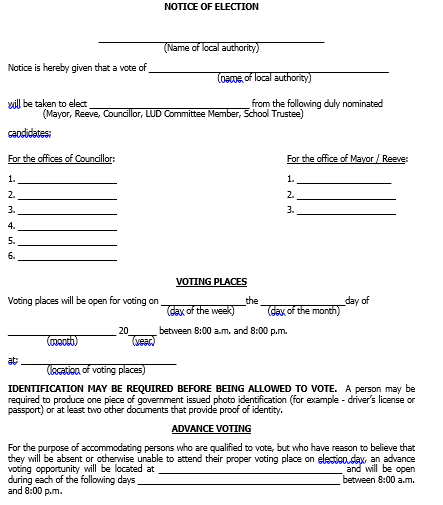 NOTICE OF ELECTION
(Name of local authority)
Notice is hereby given that a vote of
(name of local authority)
will be taken to elect from the following duly nominated
(Mayor, Reeve, Councillor, LUD Committee Member, School Trustee)
candidates:
For the offices of Councillor: For the office of Mayor / Reeve:
1. 1.
2. 2.
3. 3.
4.
5.
6.
VOTING PLACES
Voting places will be open for voting on the day of
(day of the week) (day of the month)
20 between 8:00 a.m. and 8:00 p.m.
(month) (year)
at:
(location of voting places)
IDENTIFICATION MAY BE REQUIRED BEFORE BEING ALLOWED TO VOTE. A person may be
required to produce one piece of government issued photo identification (for example - driver's license or
passport) or at least two other documents that provide proof of identity.
ADVANCE VOTING
For the purpose of accommodating persons who are qualified to vote, but who have reason to believe that
they will be absent or otherwise unable to attend their proper voting place on election day, an advance
voting opportunity will be located at and will be open
during each of the following days between 8:00 a.m.
and 8:00 p.m.